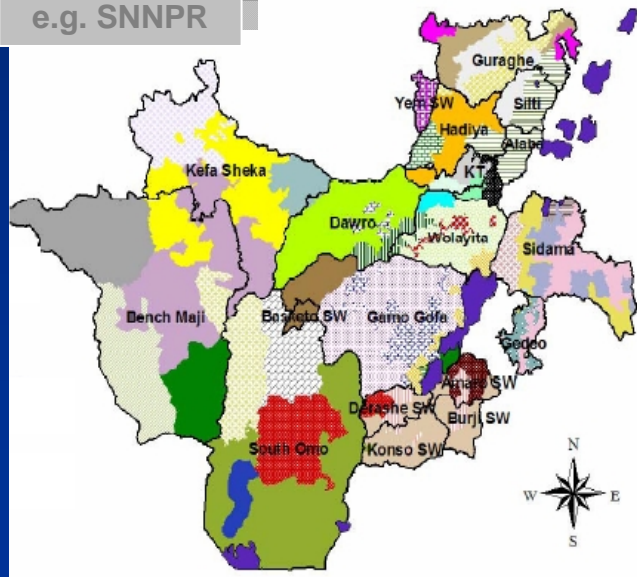 e.g. SNNPR
Guraghe
Yem SW
Silti
Hadiya
Alaba
Kefa Sheka
KT
Dawro
Wolayita
Sidama
Bench Maji
Basketo SW
Gamo Gofa
Gedeo
Amaro SW
Derashe SW
Burji SW
South Omo
Konso SW
N
W
E
S